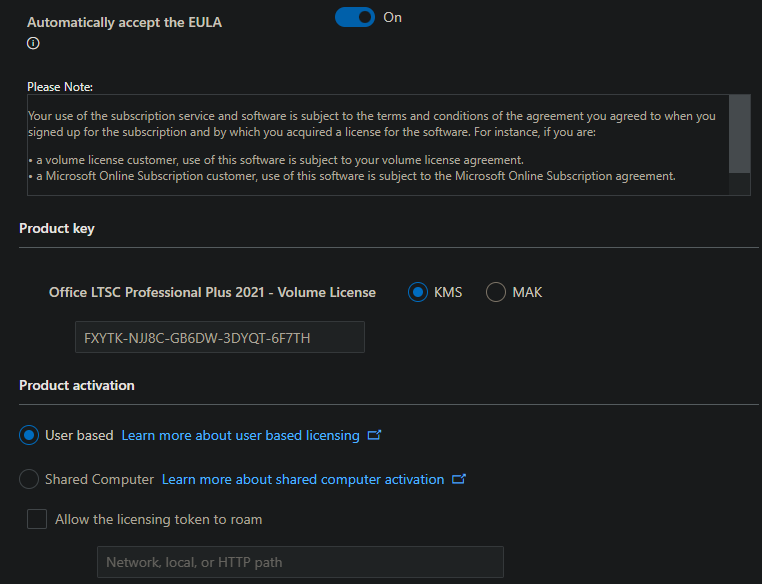 Automatically accept the EULA
On
Please Note:
Your use of the subscription service and software is subject to the terms and conditions of the agreement you agreed to when you
signed up for the subscription and by which you acquired a license for the software. For instance, if you are:
• a volume license customer, use of this software is subject to your volume license agreement.
• a Microsoft Online Subscription customer, use of this software is subject to the Microsoft Online Subscription agreement.
Product key
Office LTSC Professional Plus 2021 - Volume License KMS MAK
FXYTK-NJJ8C-GB6DW-3DYQT-6F7TH
Product activation
User based Learn more about user based licensing
Shared Computer Learn more about shared computer activation
Allow the licensing token to roam
Network, local, or HTTP path